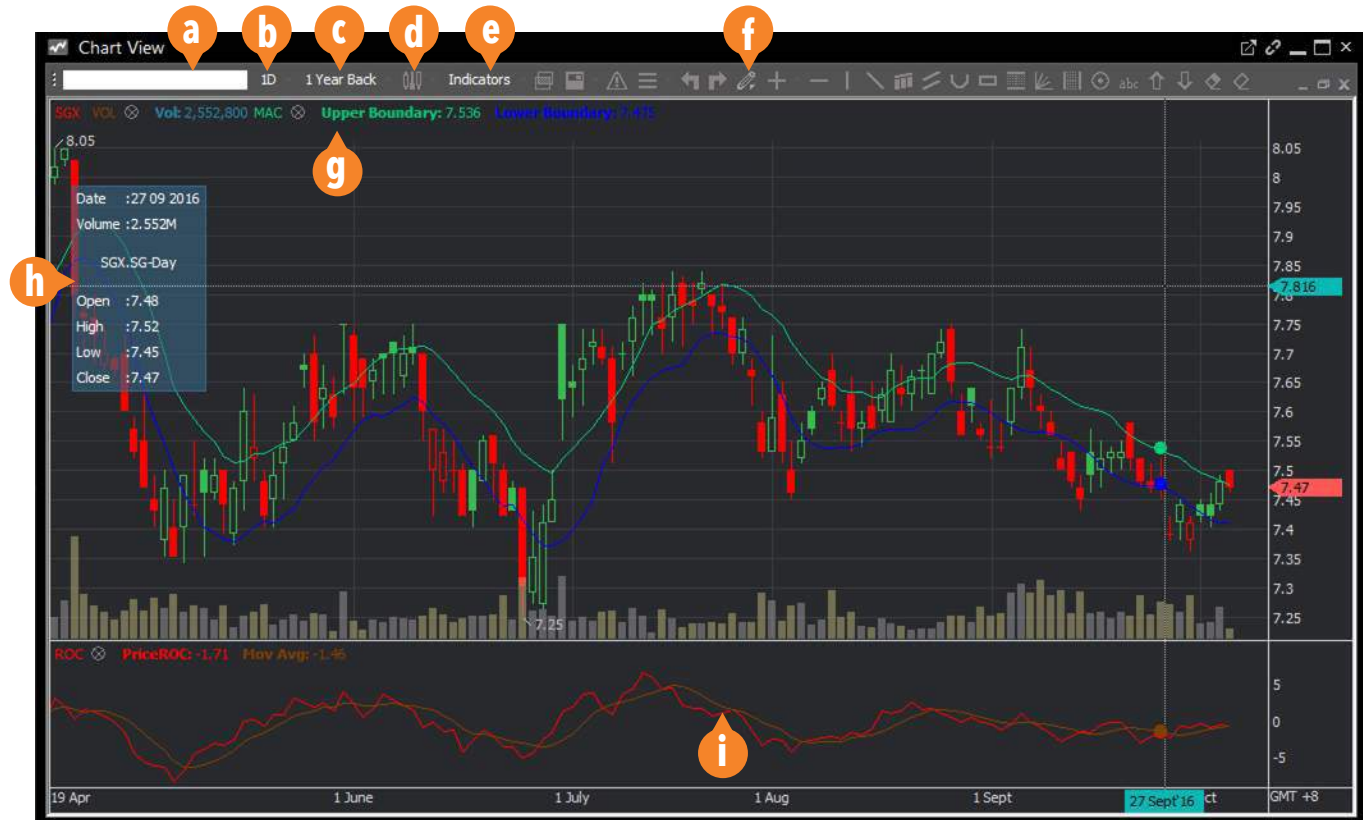 a b c d e f
Chart View
1D 1 Year Back Indicators abc
SGX VOL Vol: 2,552,800 MAC Upper Boundary: 7.536 Lower Boundary: 7.475
g
8.05
Date :27 09 2016
Volume :2.552M
SGX.SG-Day
h
Open :7.48
High :7.52
Low :7.45
Close :7.47
7.25
8.05
8
7.95
7.9
7.85
7.816
7.8
7.75
7.7
7.65
7.6
7.55
7.5
7.47
7.45
7.4
7.35
7.3
7.25
ROC PriceROC: -1.71 Mov Avg: -1.46
i
5
0
-5
19 Apr 1 June 1 July 1 Aug 1 Sept 27 Sept'16 ct GMT +8